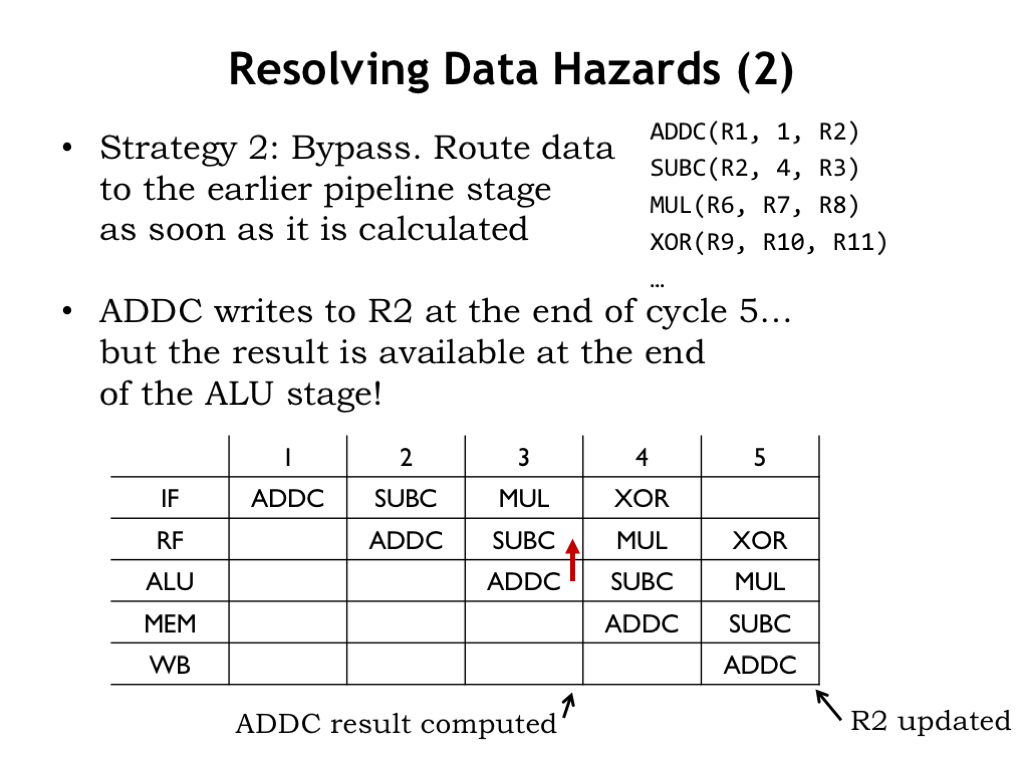 Resolving Data Hazards (2)
• Strategy 2: Bypass. Route data
to the earlier pipeline stage
as soon as it is calculated
ADDC(R1, 1, R2)
SUBC(R2, 4, R3)
MUL(R6, R7, R8)
XOR(R9, R10, R11)
…
• ADDC writes to R2 at the end of cycle 5…
but the result is available at the end
of the ALU stage!
1 2 3 4 5
IF ADDC SUBC MUL XOR
RF ADDC SUBC MUL XOR
ALU ADDC SUBC MUL
MEM ADDC SUBC
WB ADDC
ADDC result computed
R2 updated